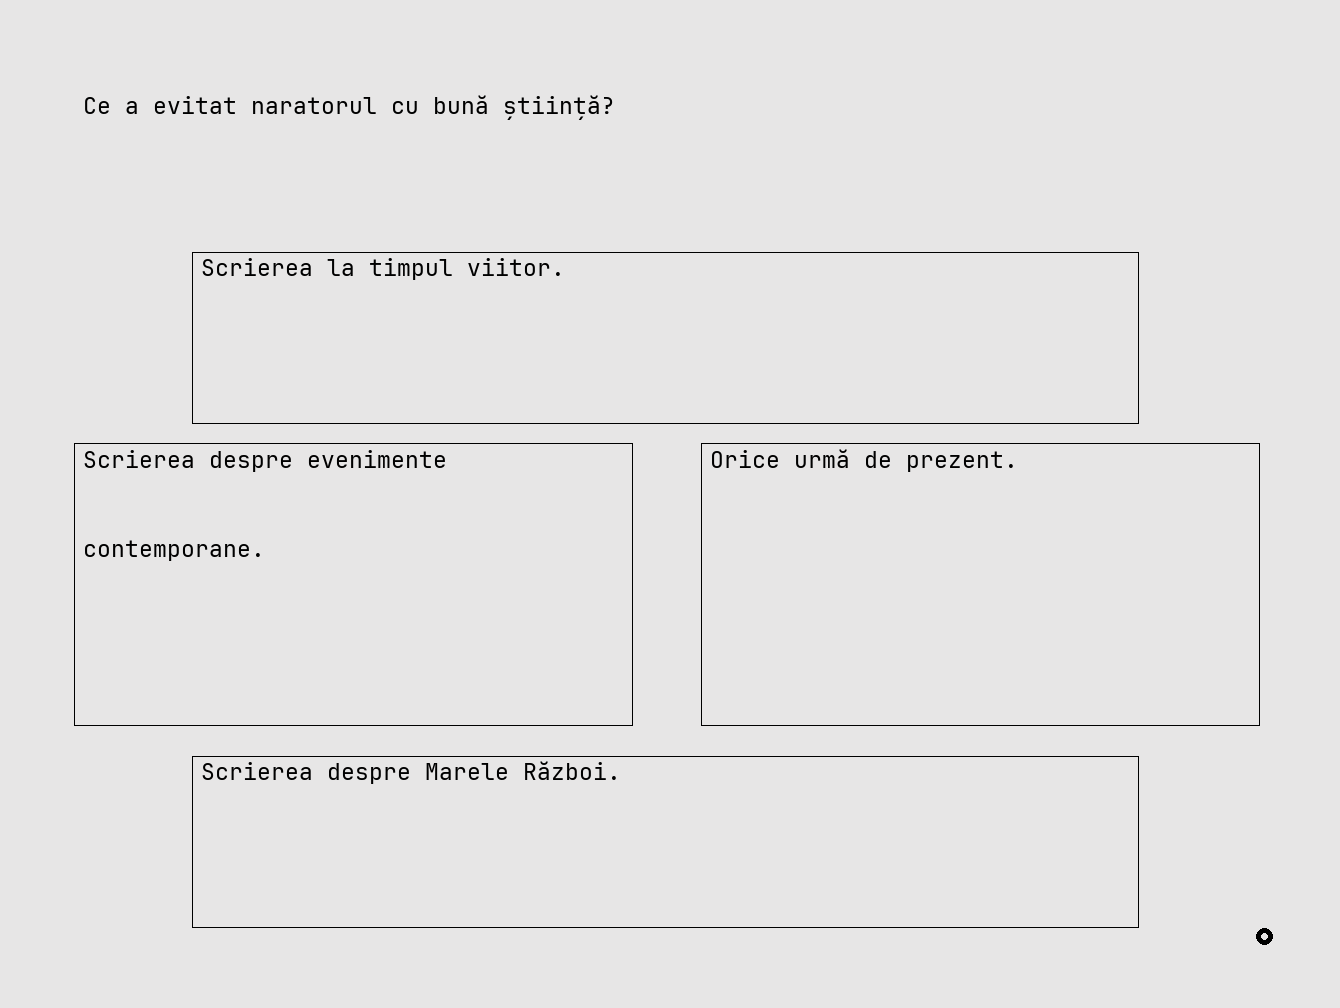 Ce a evitat naratorul cu bună știință?
Scrierea la timpul viitor.
Scrierea despre evenimente
contemporane.
Orice urmă de prezent.
Scrierea despre Marele Război.